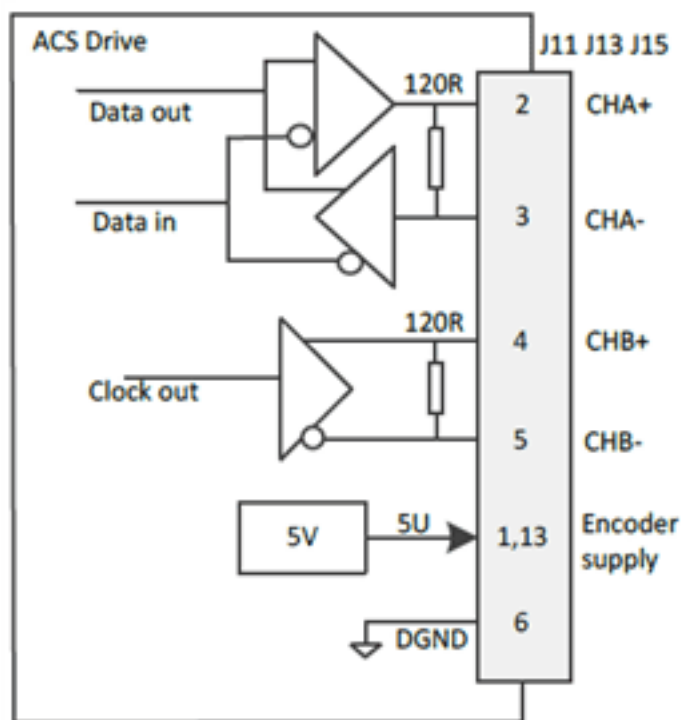 ACS Drive
J11 J13 J15
Data out
120R
2
CHA+
Data in
3
CHA-
120R
4
CHB+
Clock out
5
CHB-
5V
5U
1,13
Encoder
supply
DGND
6